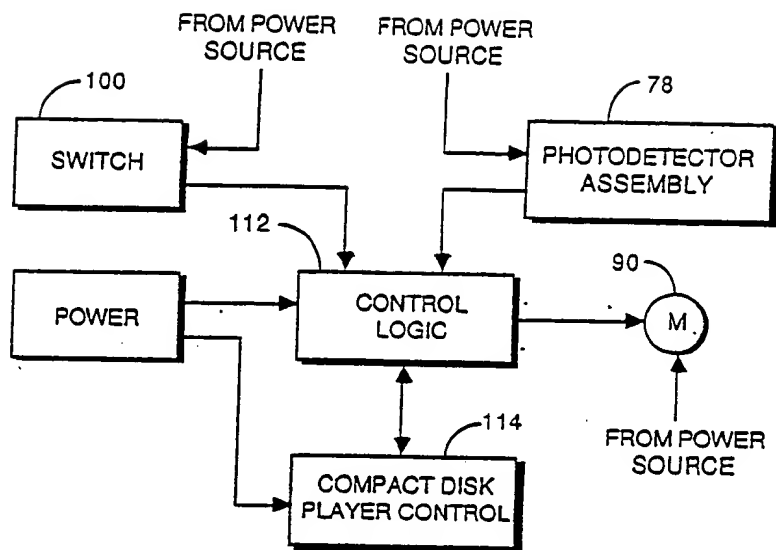 FROM POWER
SOURCE
FROM POWER
SOURCE
100
78
SWITCH
PHOTODETECTOR
ASSEMBLY
112
90
POWER
CONTROL
LOGIC
M
114
FROM POWER
SOURCE
COMPACT DISK
PLAYER CONTROL